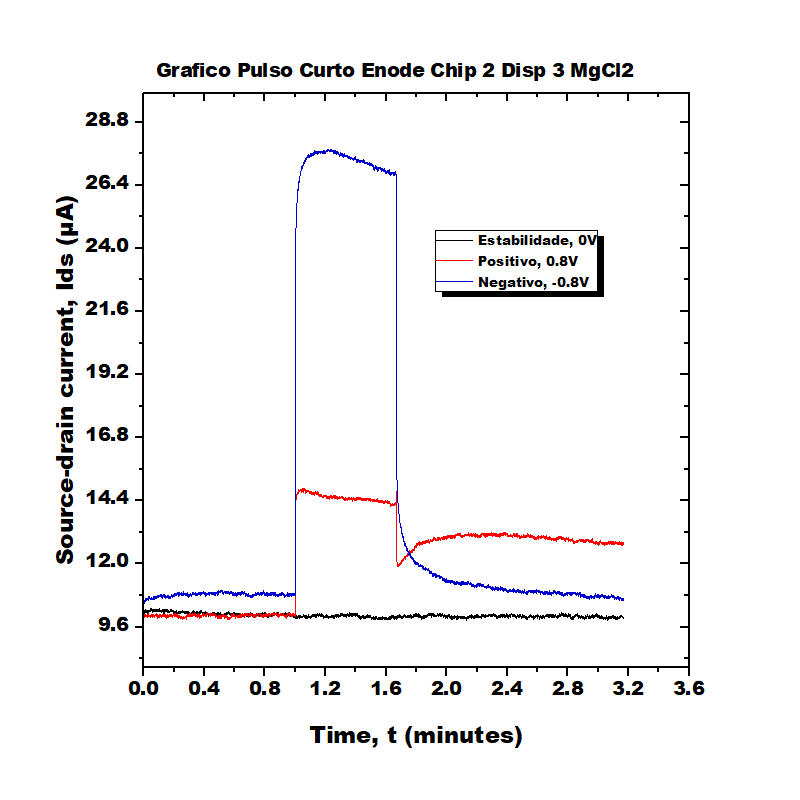 Grafico Pulso Curto Enode Chip 2 Disp 3 MgCl2
28.8
26.4
24.0
21.6
19.2
16.8
14.4
12.0
9.6
Source-drain current, Ids (µA)
Estabilidade, 0V
Positivo, 0.8V
Negativo, -0.8V
0.0 0.4 0.8 1.2 1.6 2.0 2.4 2.8 3.2 3.6
Time, t (minutes)